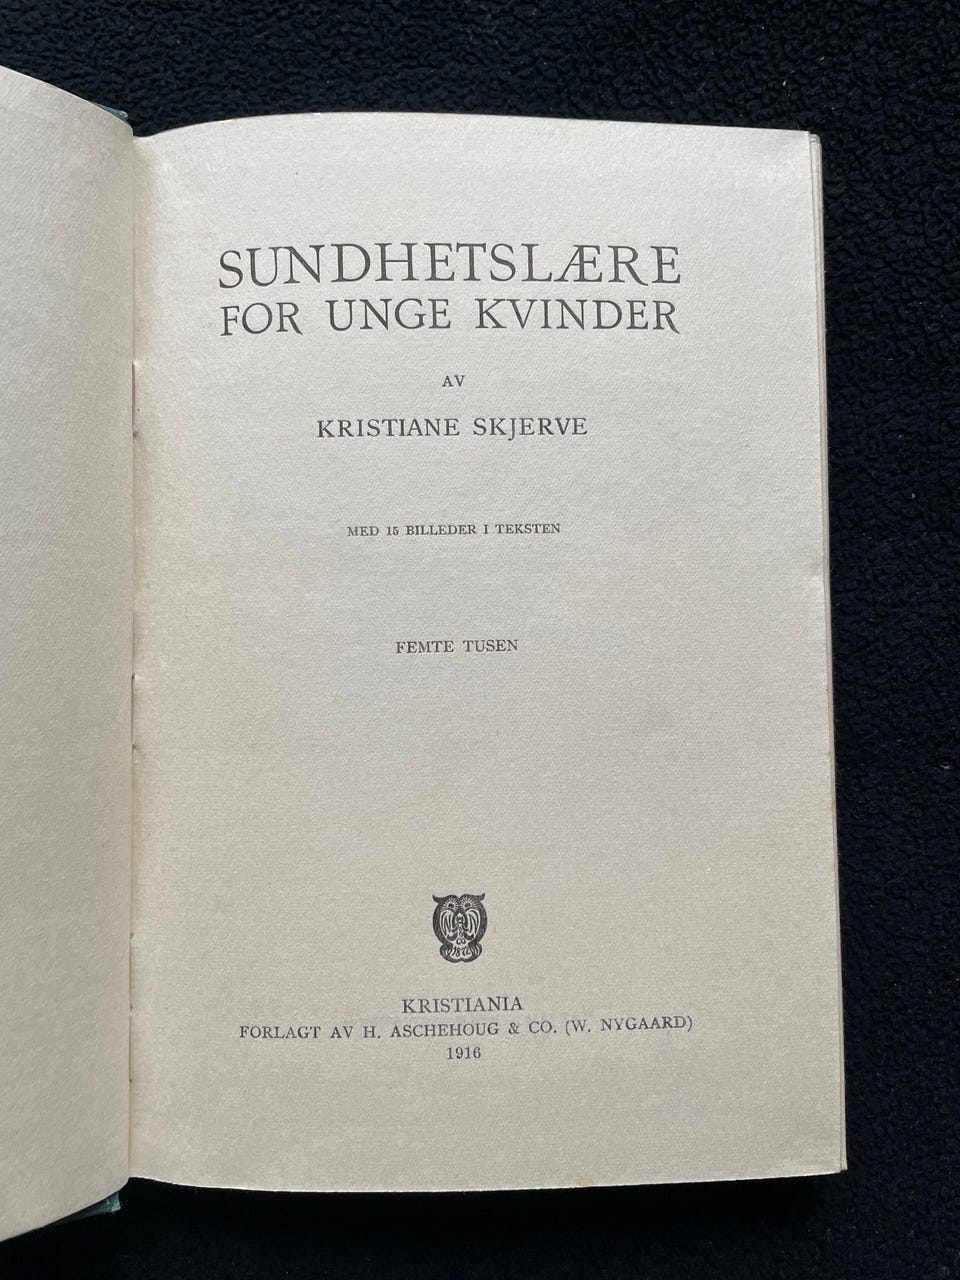 SUNDHETSLÆRE
FOR UNGE KVINDER
AV
KRISTIANE SKJERVE
MED 15 BILLEDER I TEKSTEN
FEMTE TUSEN
KRISTIANIA
FORLAGT AV H. ASCHEHOUG & CO. (W. NYGAARD)
1916